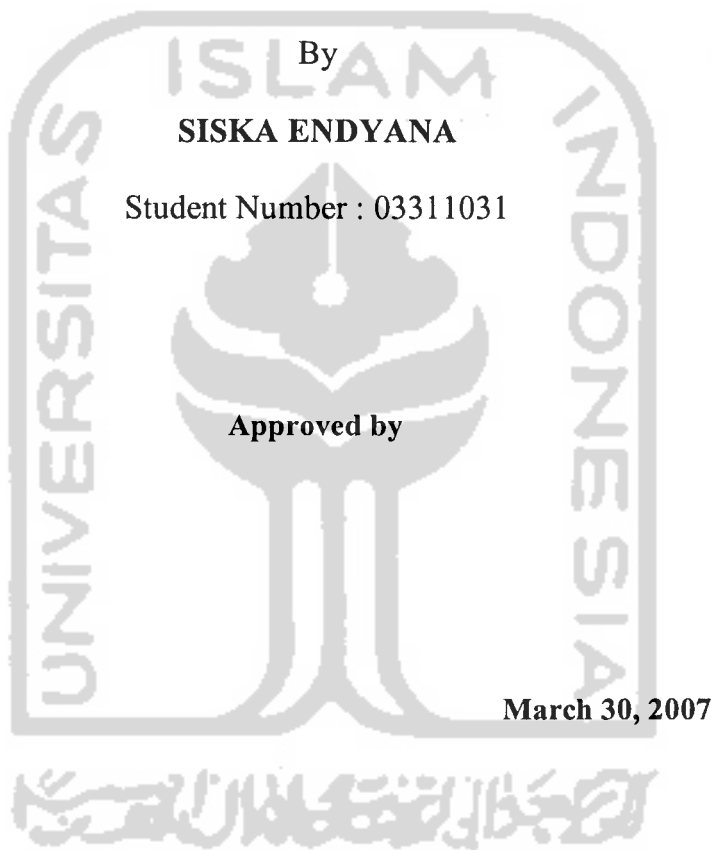 By
ISLAM
SISKA ENDYANA
Student Number : 03311031
UNIVERSITAS
INDONESIA
Approved by
March 30, 2007